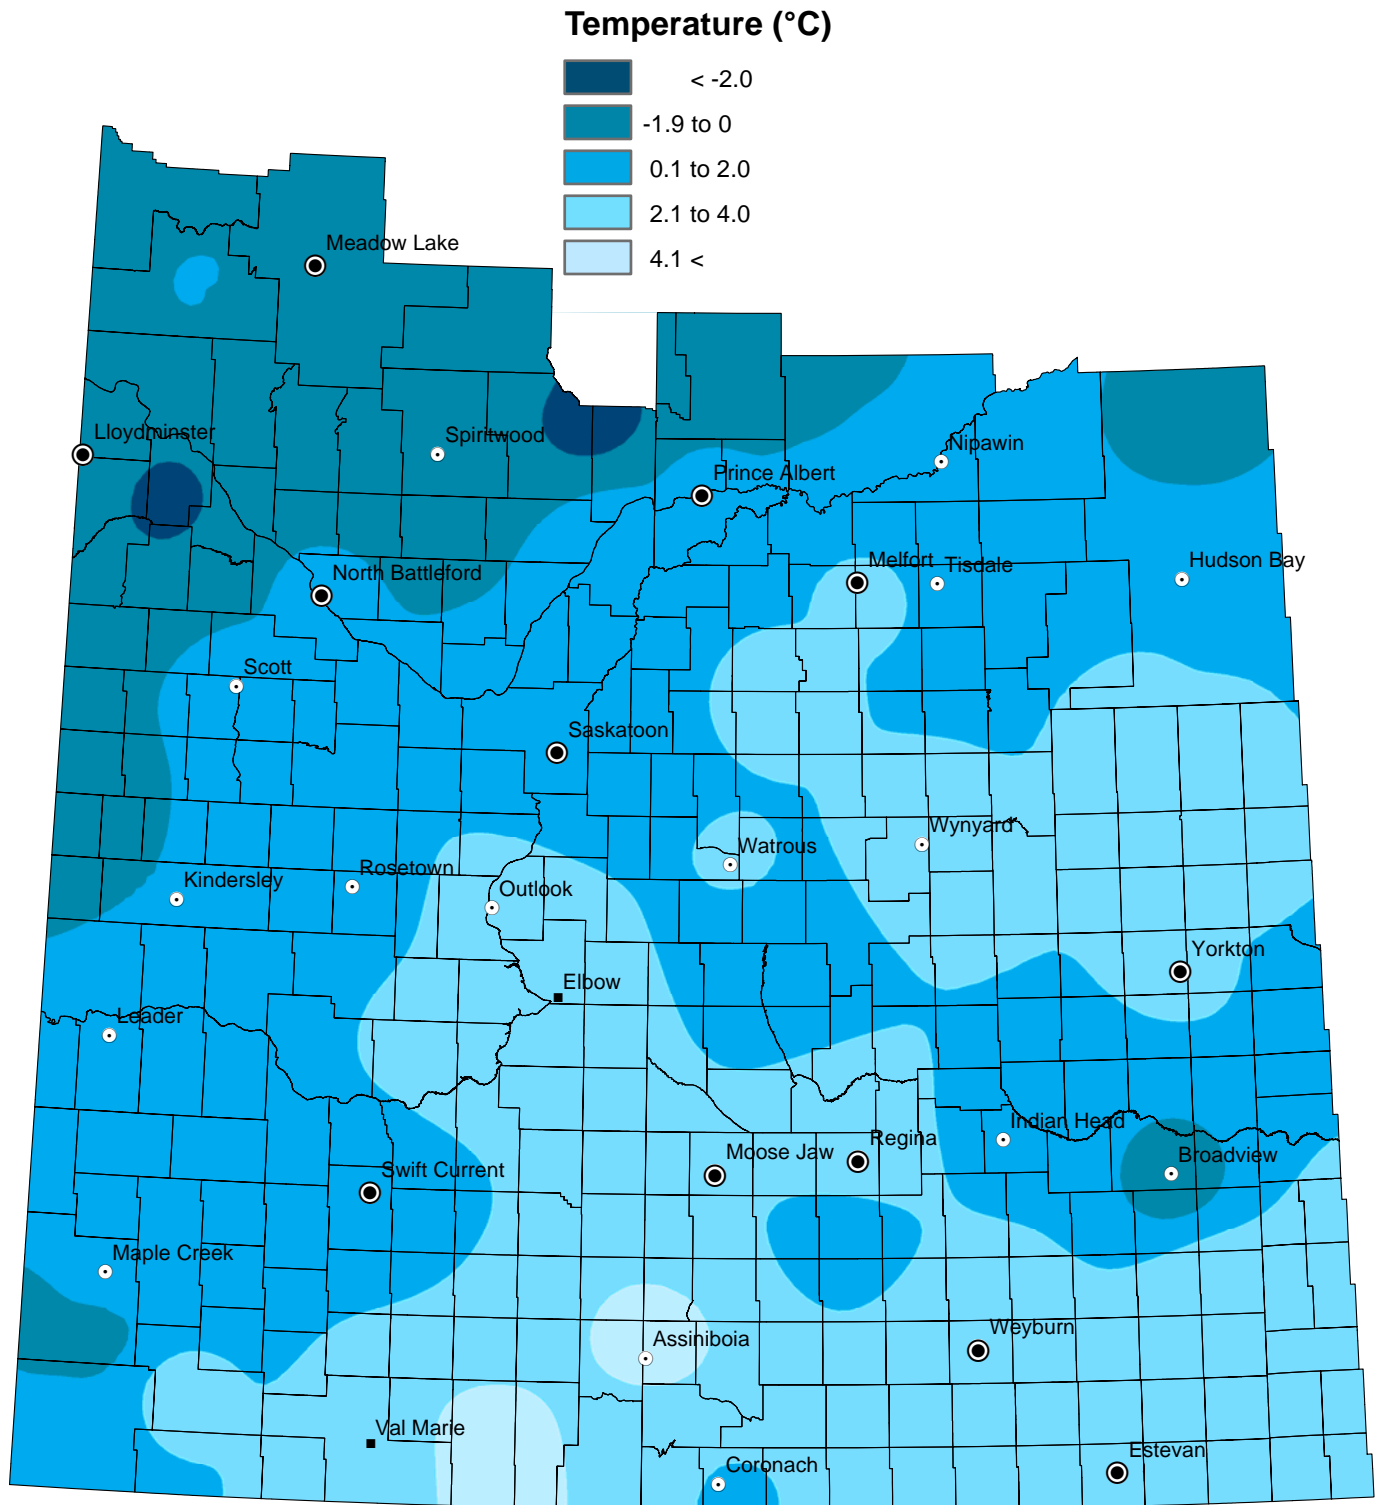 Temperature (°C)
< -2.0
-1.9 to 0
0.1 to 2.0
2.1 to 4.0
4.1 <
Meadow Lake
Lloydminster
Spiritwood
Nipawin
Prince Albert
Melfort
Tisdale
Hudson Bay
North Battleford
Scott
Saskatoon
Wynyard
Watrous
Rosetown
Kindersley
Outlook
Yorkton
Elbow
Leader
Indian Head
Regina
Moose Jaw
Broadview
Swift Current
Maple Creek
Weyburn
Assiniboia
Val Marie
Estevan
Coronach